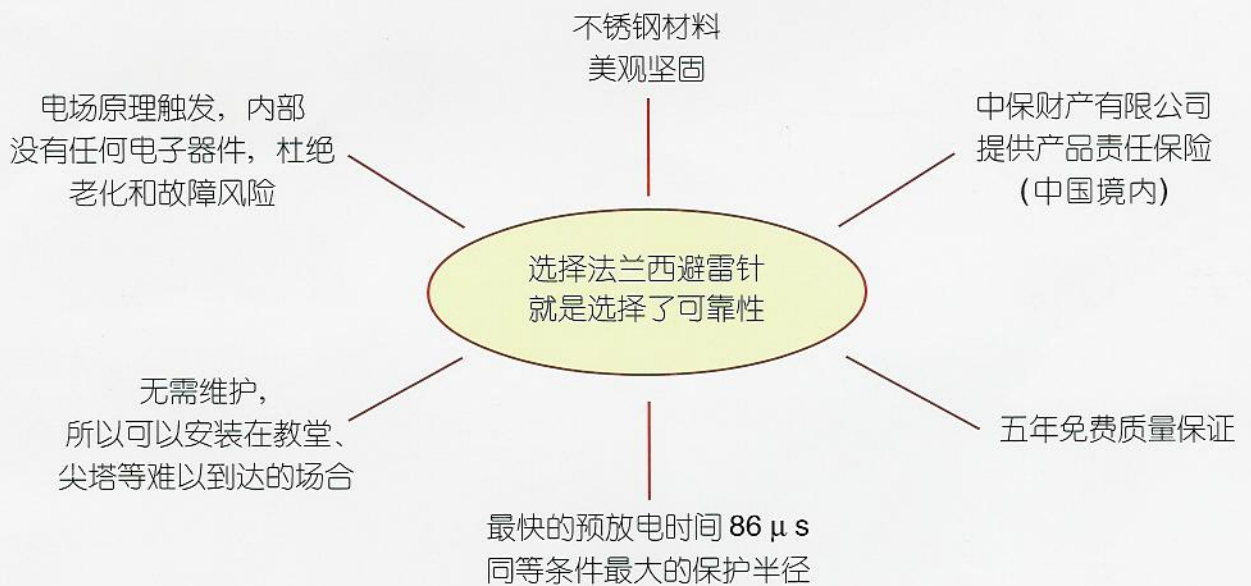 不锈钢材料
美观坚固
电场原理触发，内部
没有任何电子器件，杜绝
老化和故障风险
中保财产有限公司
提供产品责任保险
(中国境内)
选择法兰西避雷针
就是选择了可靠性
无需维护，
所以可以安装在教堂、
尖塔等难以到达的场合
五年免费质量保证
最快的预放电时间 86 μ s
同等条件最大的保护半径